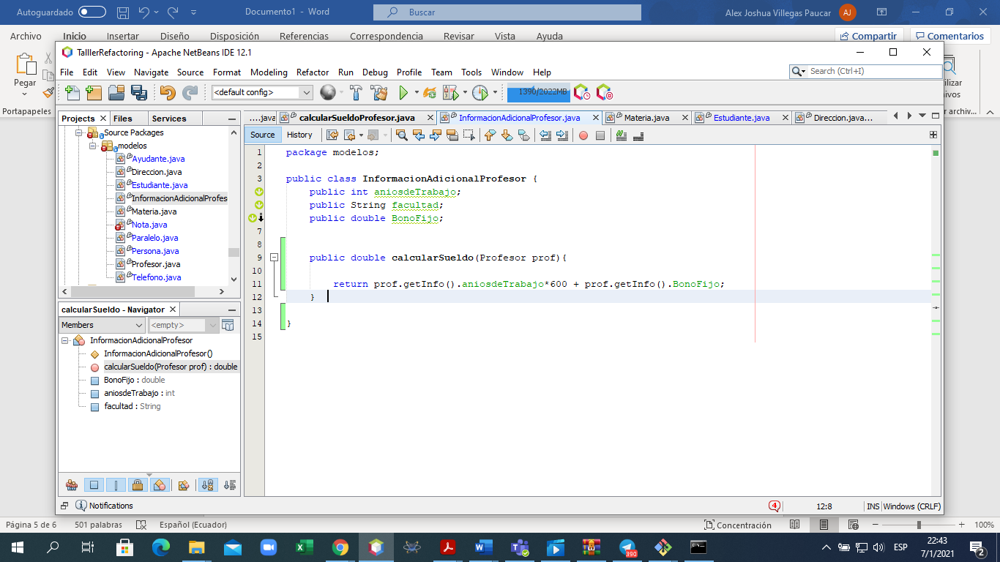 Autoguardado
Documento1 - Word
Buscar
Alex Joshua Villegas Paucar
AJ
Archivo Inicio Insertar Diseño Disposición Referencias Correspondencia Revisar Vista Ayuda
Compartir
Comentarios
Pegar
Portapapeles
TalllerRefactoring - Apache NetBeans IDE 12.1
File Edit View Navigate Source Format Modeling Refactor Run Debug Profile Team Tools Window Help
Search (Ctrl+I)
<default config>
1390/2022MB
Projects
Files
Services
....java
calcularSueldoProfesor.java
InformacionAdicionalProfesor.java
Materia.java
Estudiante.java
Direccion.java...
Source Packages
modelos
Ayudante.java
Direccion.java
Estudiante.java
InformacionAdicionalProfes
Materia.java
Nota.java
Paralelo.java
Persona.java
Profesor.java
Telefono.java
Source
History
1 package modelos;
2
3 public class InformacionAdicionalProfesor {
public int aniosdeTrabajo;
public String facultad;
public double BonoFijo;
7
8
9 public double calcularSueldo(Profesor prof){
10
11 return prof.getInfo().aniosdeTrabajo*600 + prof.getInfo().BonoFijo;
12 }
13
14 }
15
calcularSueldo - Navigator
Members
<empty>
InformacionAdicionalProfesor
InformacionAdicionalProfesor()
calcularSueldo(Profesor prof) : double
BonoFijo : double
aniosdeTrabajo : int
facultad : String
Notifications
4
12:8
INS
Windows (CRLF)
ilizar
ivos
r archiv...
Página 5 de 6
501 palabras
Español (Ecuador)
Concentración
100%
390
ESP
22:43
7/1/2021
2